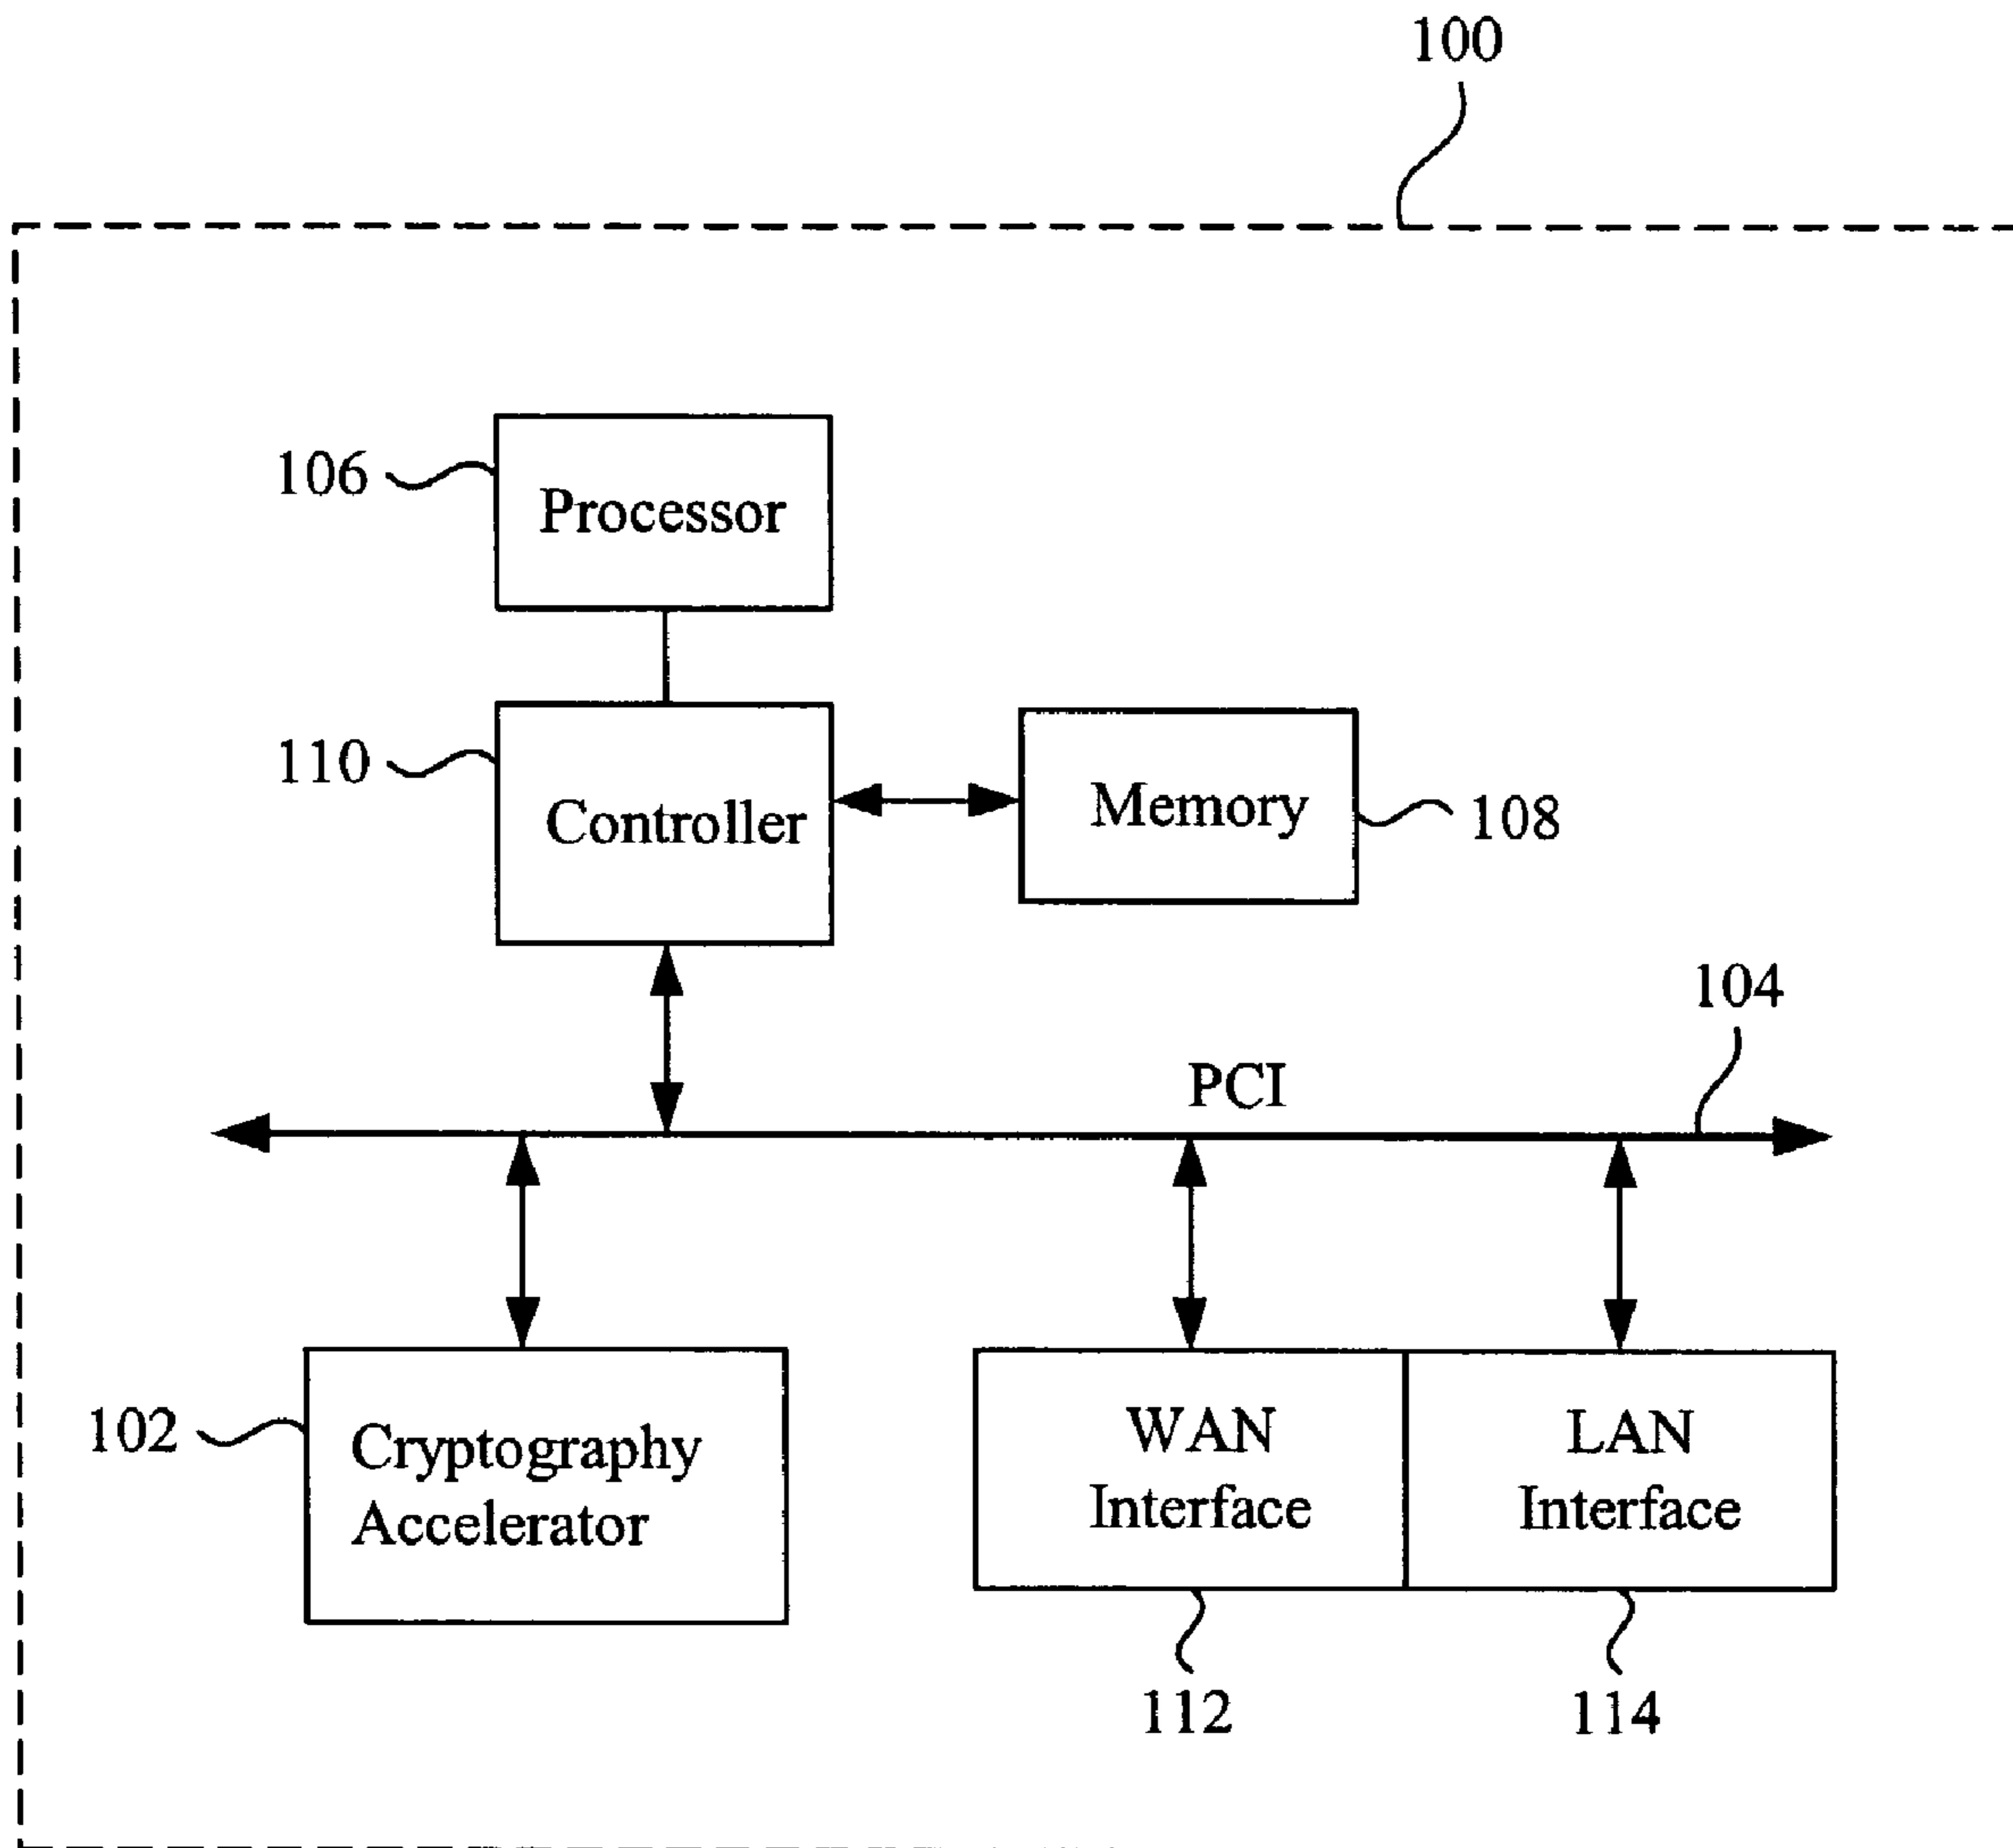 100
106
Processor
110
Controller
Memory
108
104
PCI
102
Cryptography
Accelerator
WAN
Interface
LAN
Interface
112
114